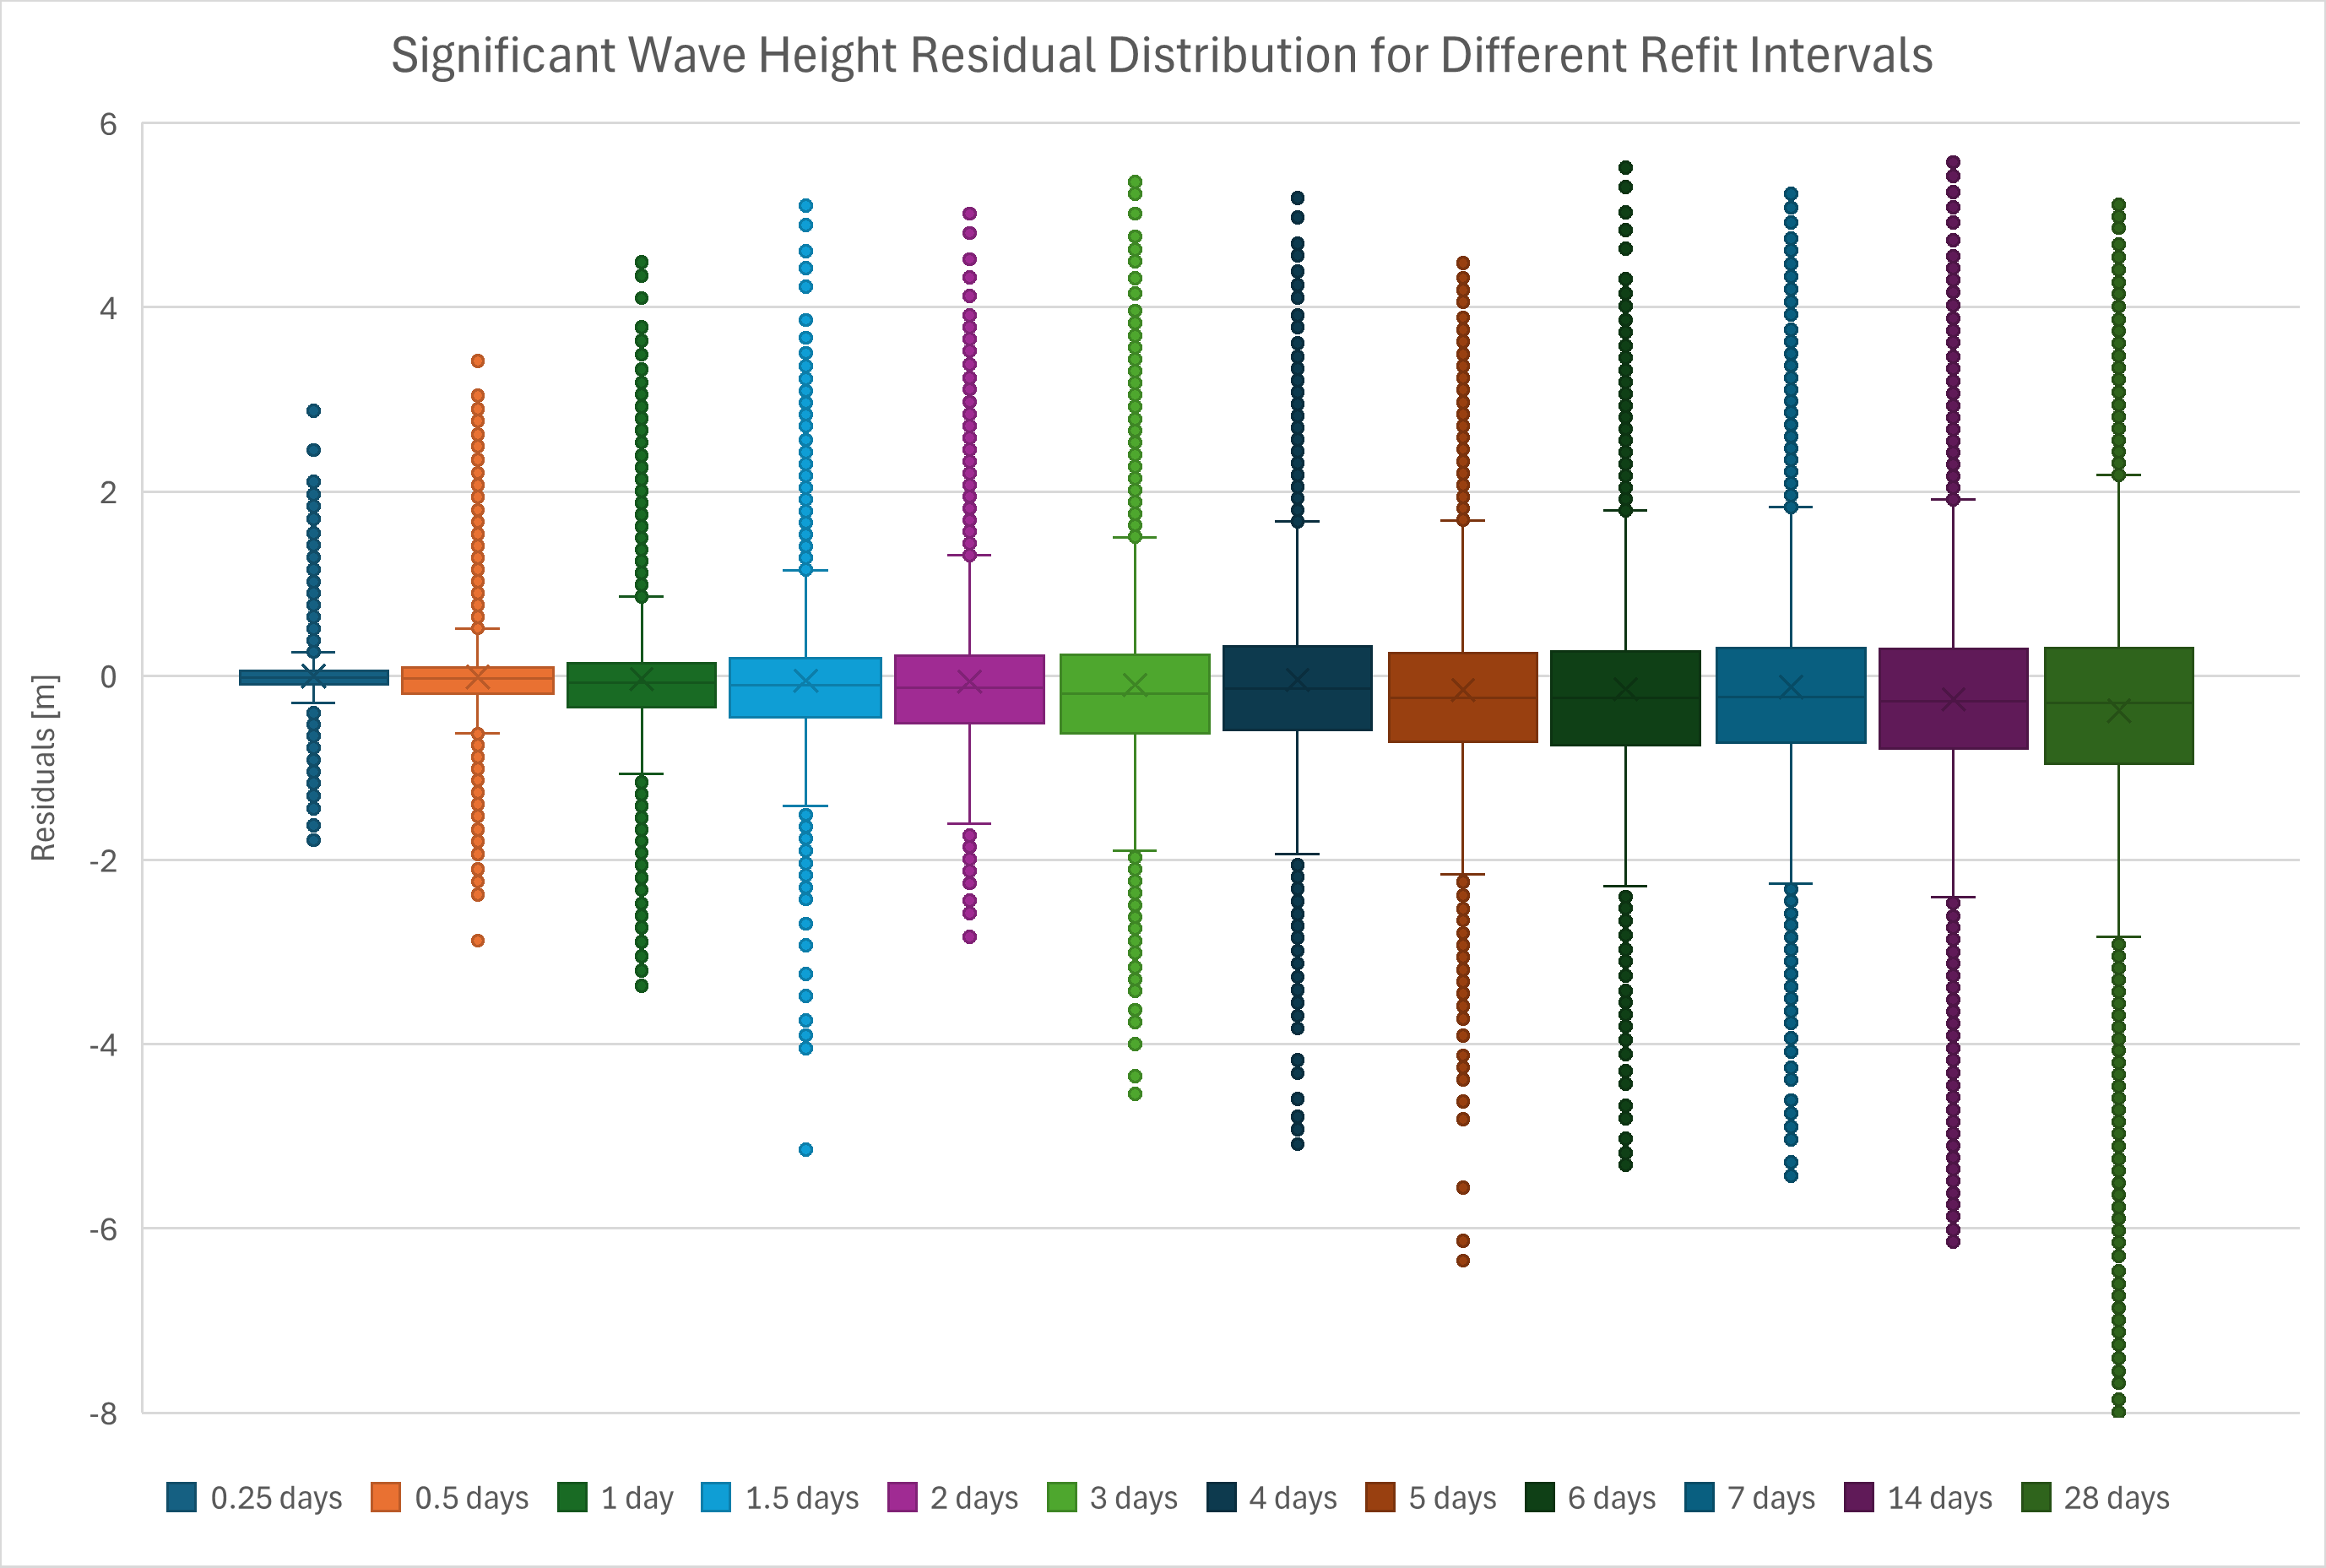 Significant Wave Height Residual Distribution for Different Refit Intervals
6
4
2
0
-2
-4
-6
-8
Residuals [m]
0.25 days
0.5 days
1 day
1.5 days
2 days
3 days
4 days
5 days
6 days
7 days
14 days
28 days